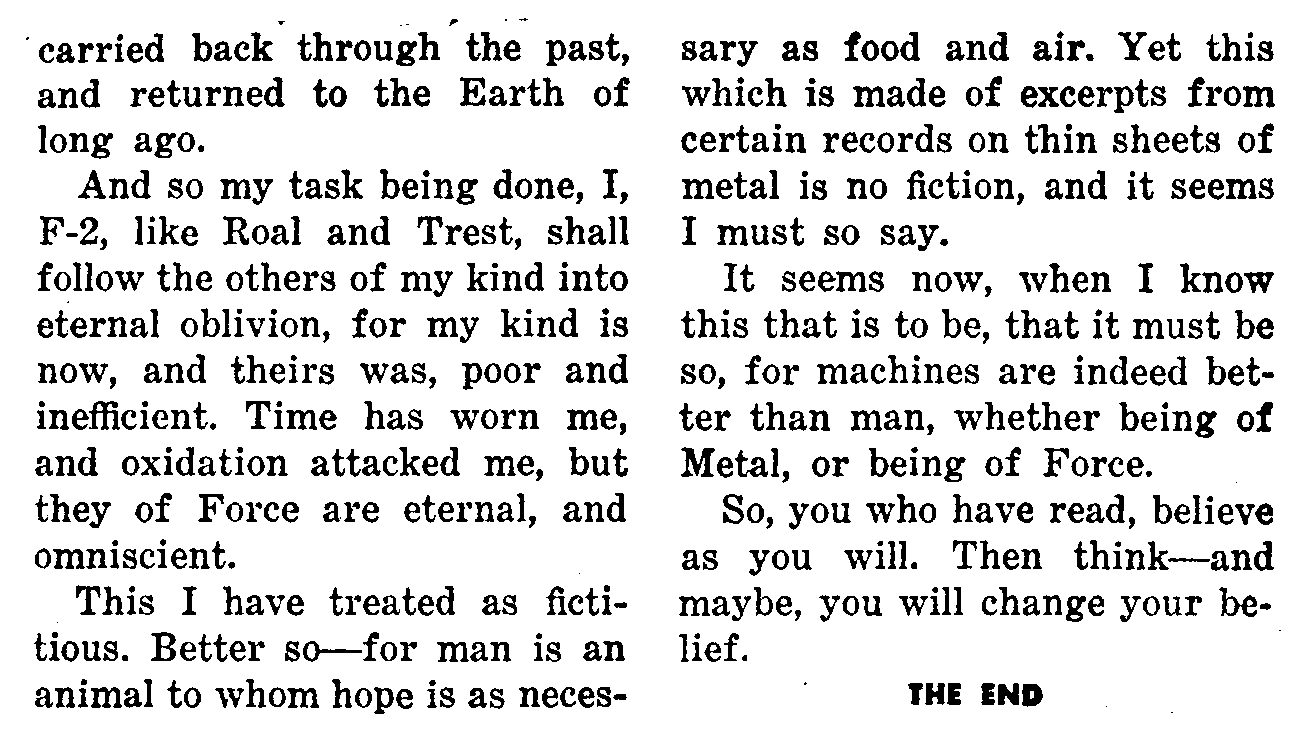 carried back through the past,
and returned to the Earth of
long ago.
And so my task being done, I,
F-2, like Roal and Trest, shall
follow the others of my kind into
eternal oblivion, for my kind is
now, and theirs was, poor and
inefficient. Time has worn me,
and oxidation attacked me, but
they of Force are eternal, and
omniscient.
This I have treated as ficti-
tious. Better so—for man is an
animal to whom hope is as neces-
sary as food and air. Yet this
which is made of excerpts from
certain records on thin sheets of
metal is no fiction, and it seems
I must so say.
It seems now, when I know
this that is to be, that it must be
so, for machines are indeed bet-
ter than man, whether being of
Metal, or being of Force.
So, you who have read, believe
as you will. Then think—and
maybe, you will change your be-
lief.
THE END